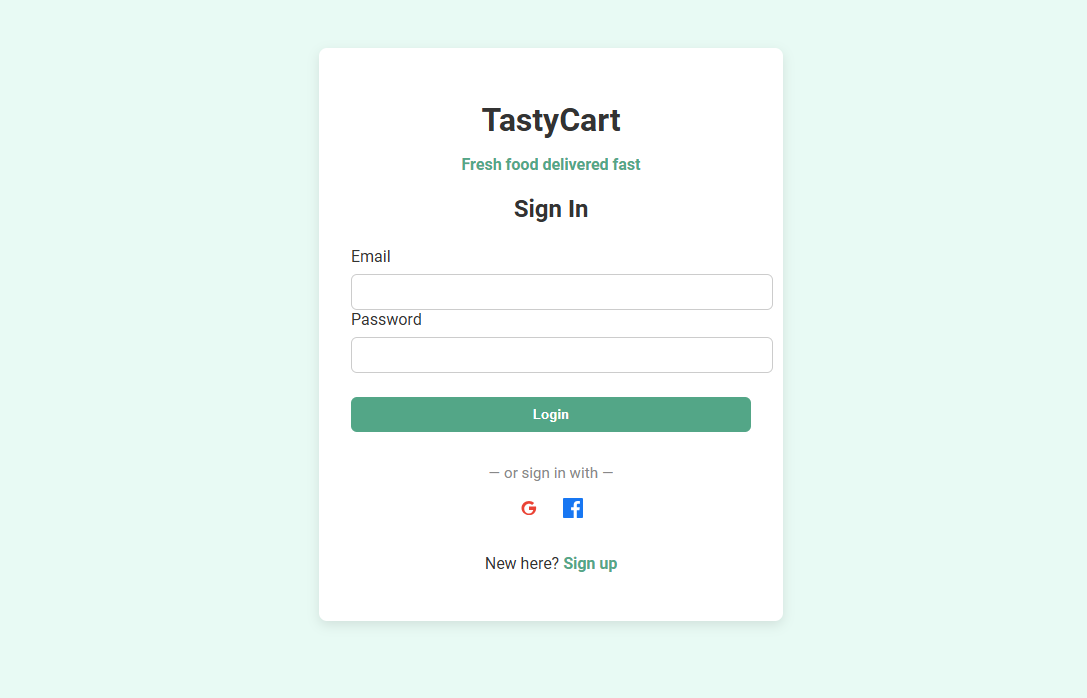 TastyCart
Fresh food delivered fast
Sign In
Email
Password
Login
— or sign in with —
New here? Sign up